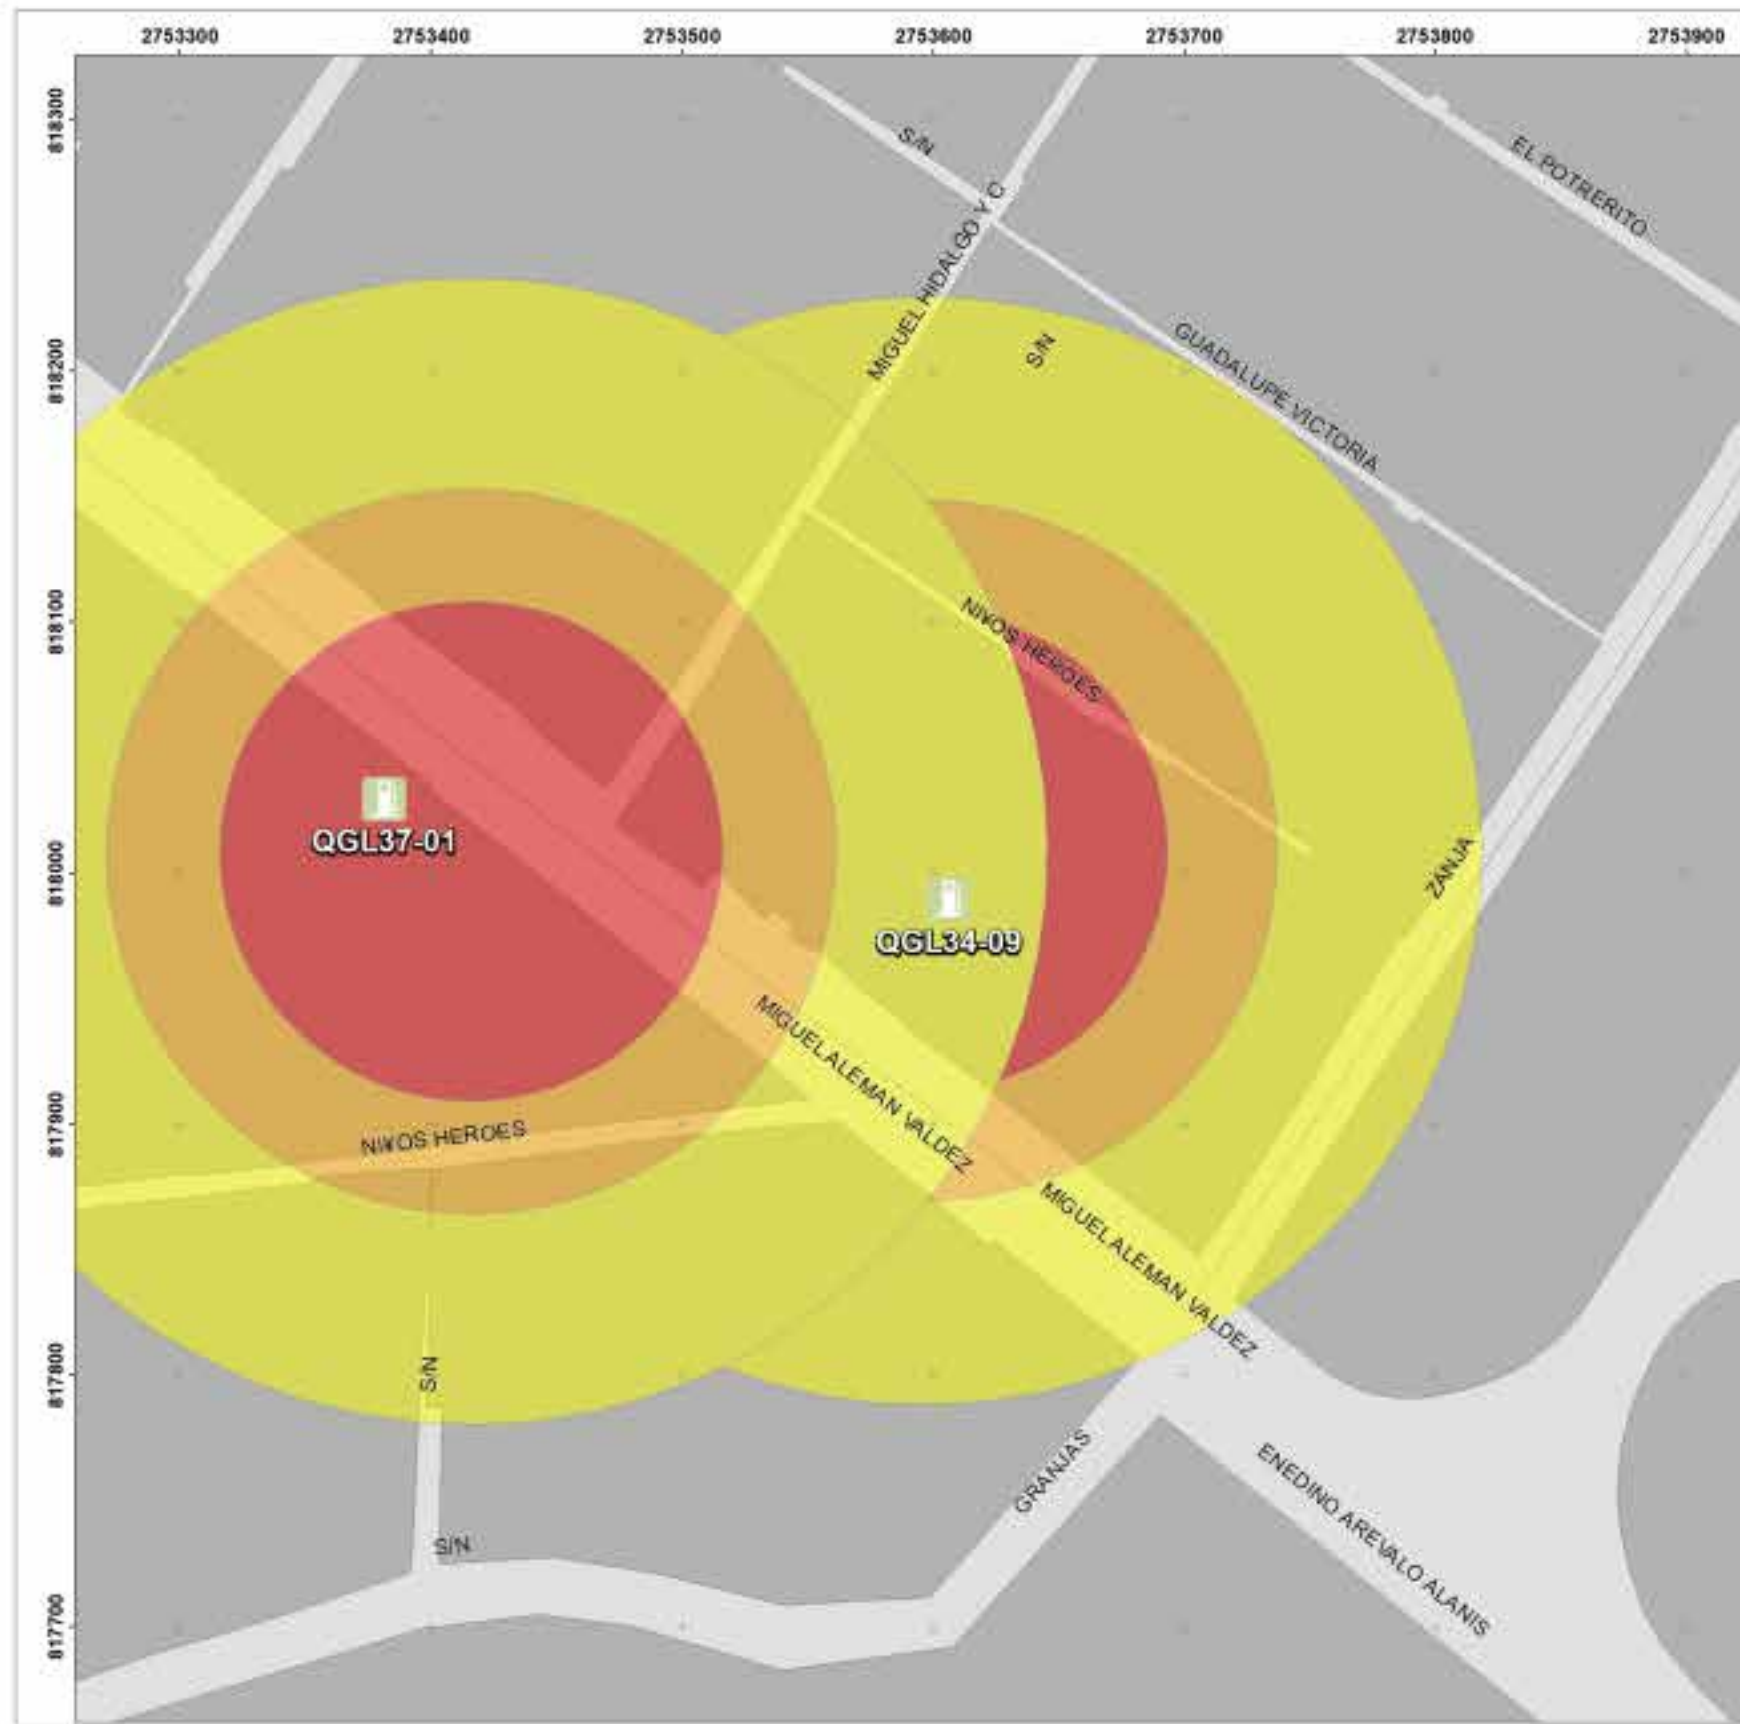 2753300 2753400 2753500 2753600 2753700 2753800 2753900
818300
818200
818100
818000
817900
817800
817700
S/N
EL POTRERITO
MIGUEL HIDALGO Y C
S/N
GUADALUPE VICTORIA
NIÑOS HEROES
QGL37-01
ZANJA
QGL34-09
MIGUEL ALEMAN VALDEZ
NIÑOS HEROES
MIGUEL ALEMAN VALDEZ
S/N
GRANJAS
ENEDINO AREVALO ALANIS
S/N